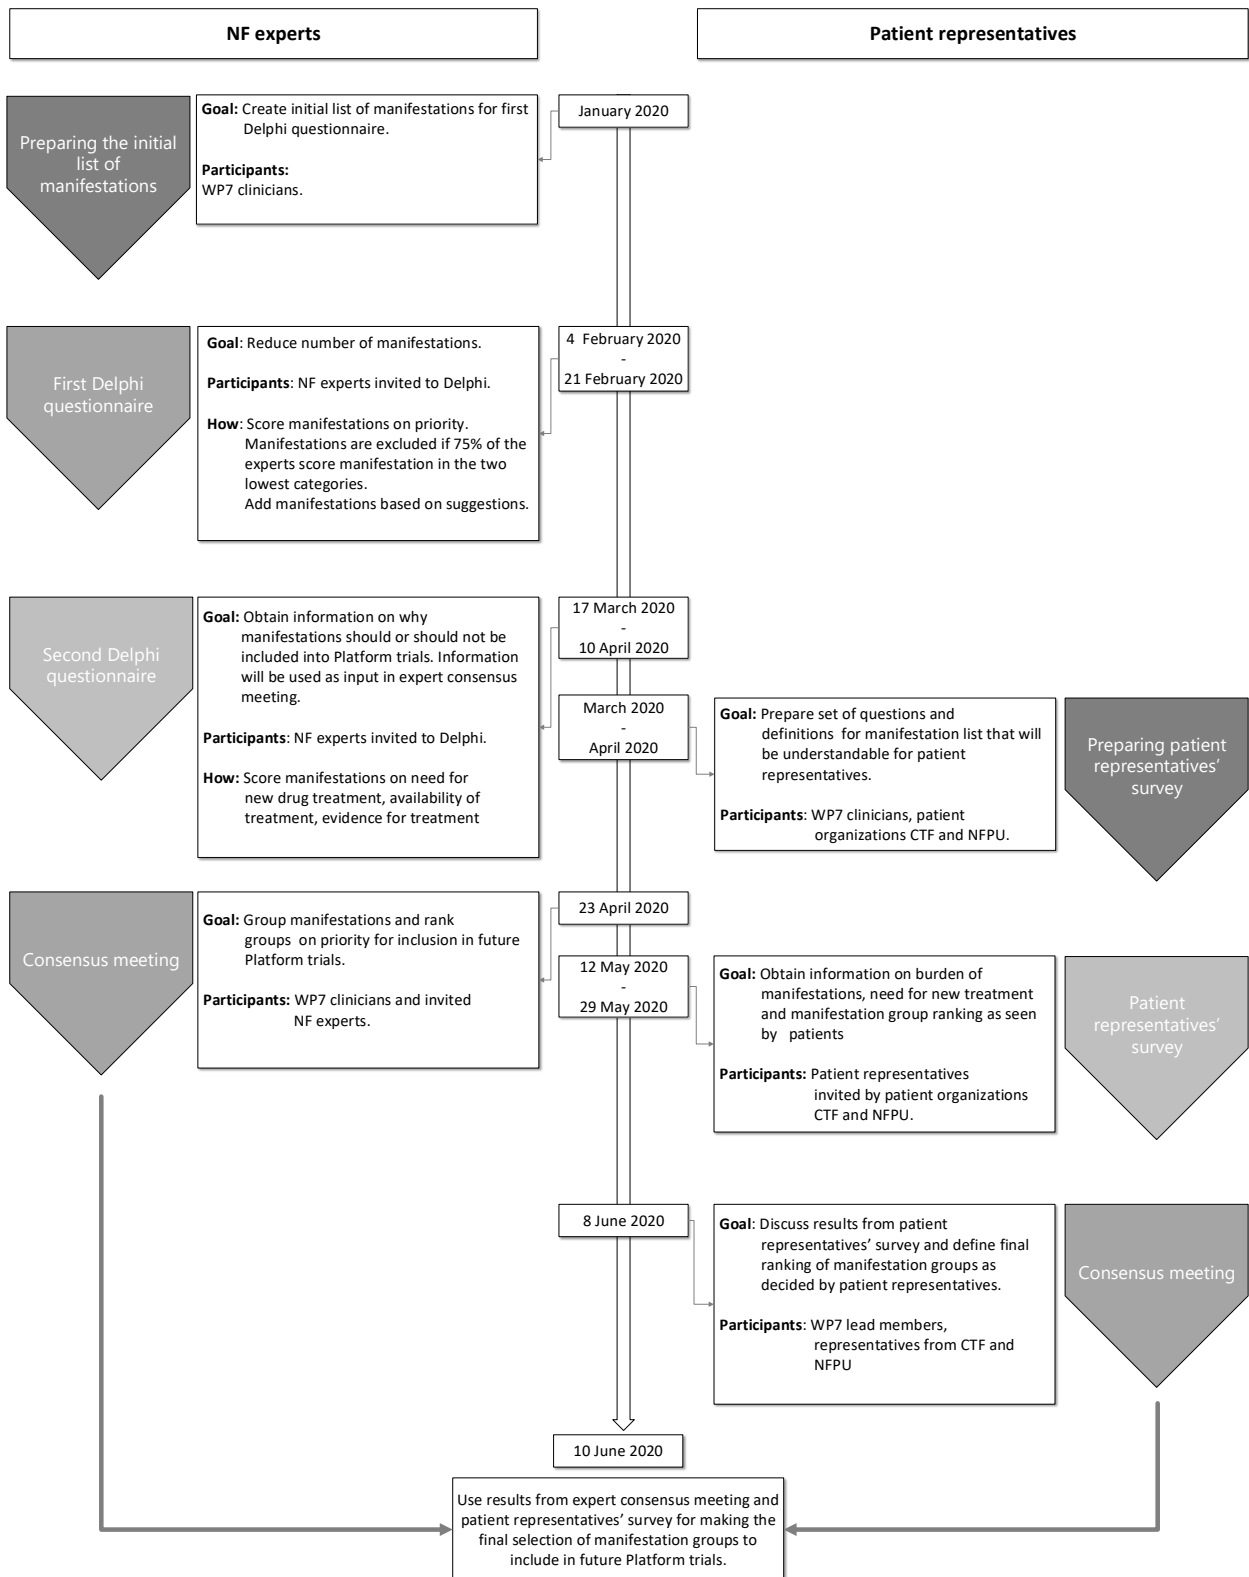 NF experts
Patient representatives
Preparing the initial
list of
manifestations
Goal: Create initial list of manifestations for first
Delphi questionnaire.
Participants:
WP7 clinicians.
January 2020
First Delphi
questionnaire
Goal: Reduce number of manifestations.
Participants: NF experts invited to Delphi.
How: Score manifestations on priority.
Manifestations are excluded if 75% of the
experts score manifestation in the two
lowest categories.
Add manifestations based on suggestions.
4 February 2020
-
21 February 2020
Second Delphi
questionnaire
Goal: Obtain information on why
manifestations should or should not be
included into Platform trials. Information
will be used as input in expert consensus
meeting.
Participants: NF experts invited to Delphi.
How: Score manifestations on need for
new drug treatment, availability of
treatment, evidence for treatment
17 March 2020
-
10 April 2020
March 2020
-
April 2020
Goal: Prepare set of questions and
definitions for manifestation list that will
be understandable for patient
representatives.
Participants: WP7 clinicians, patient
organizations CTF and NFPU.
Preparing patient
representatives’
survey
Consensus meeting
Goal: Group manifestations and rank
groups on priority for inclusion in future
Platform trials.
Participants: WP7 clinicians and invited
NF experts.
23 April 2020
12 May 2020
-
29 May 2020
Goal: Obtain information on burden of
manifestations, need for new treatment
and manifestation group ranking as seen
by patients
Participants: Patient representatives
invited by patient organizations
CTF and NFPU.
Patient
representatives’
survey
8 June 2020
Goal: Discuss results from patient
representatives’ survey and define final
ranking of manifestation groups as
decided by patient representatives.
Participants: WP7 lead members,
representatives from CTF and
NFPU
Consensus meeting
10 June 2020
Use results from expert consensus meeting and
patient representatives’ survey for making the
final selection of manifestation groups to
include in future Platform trials.